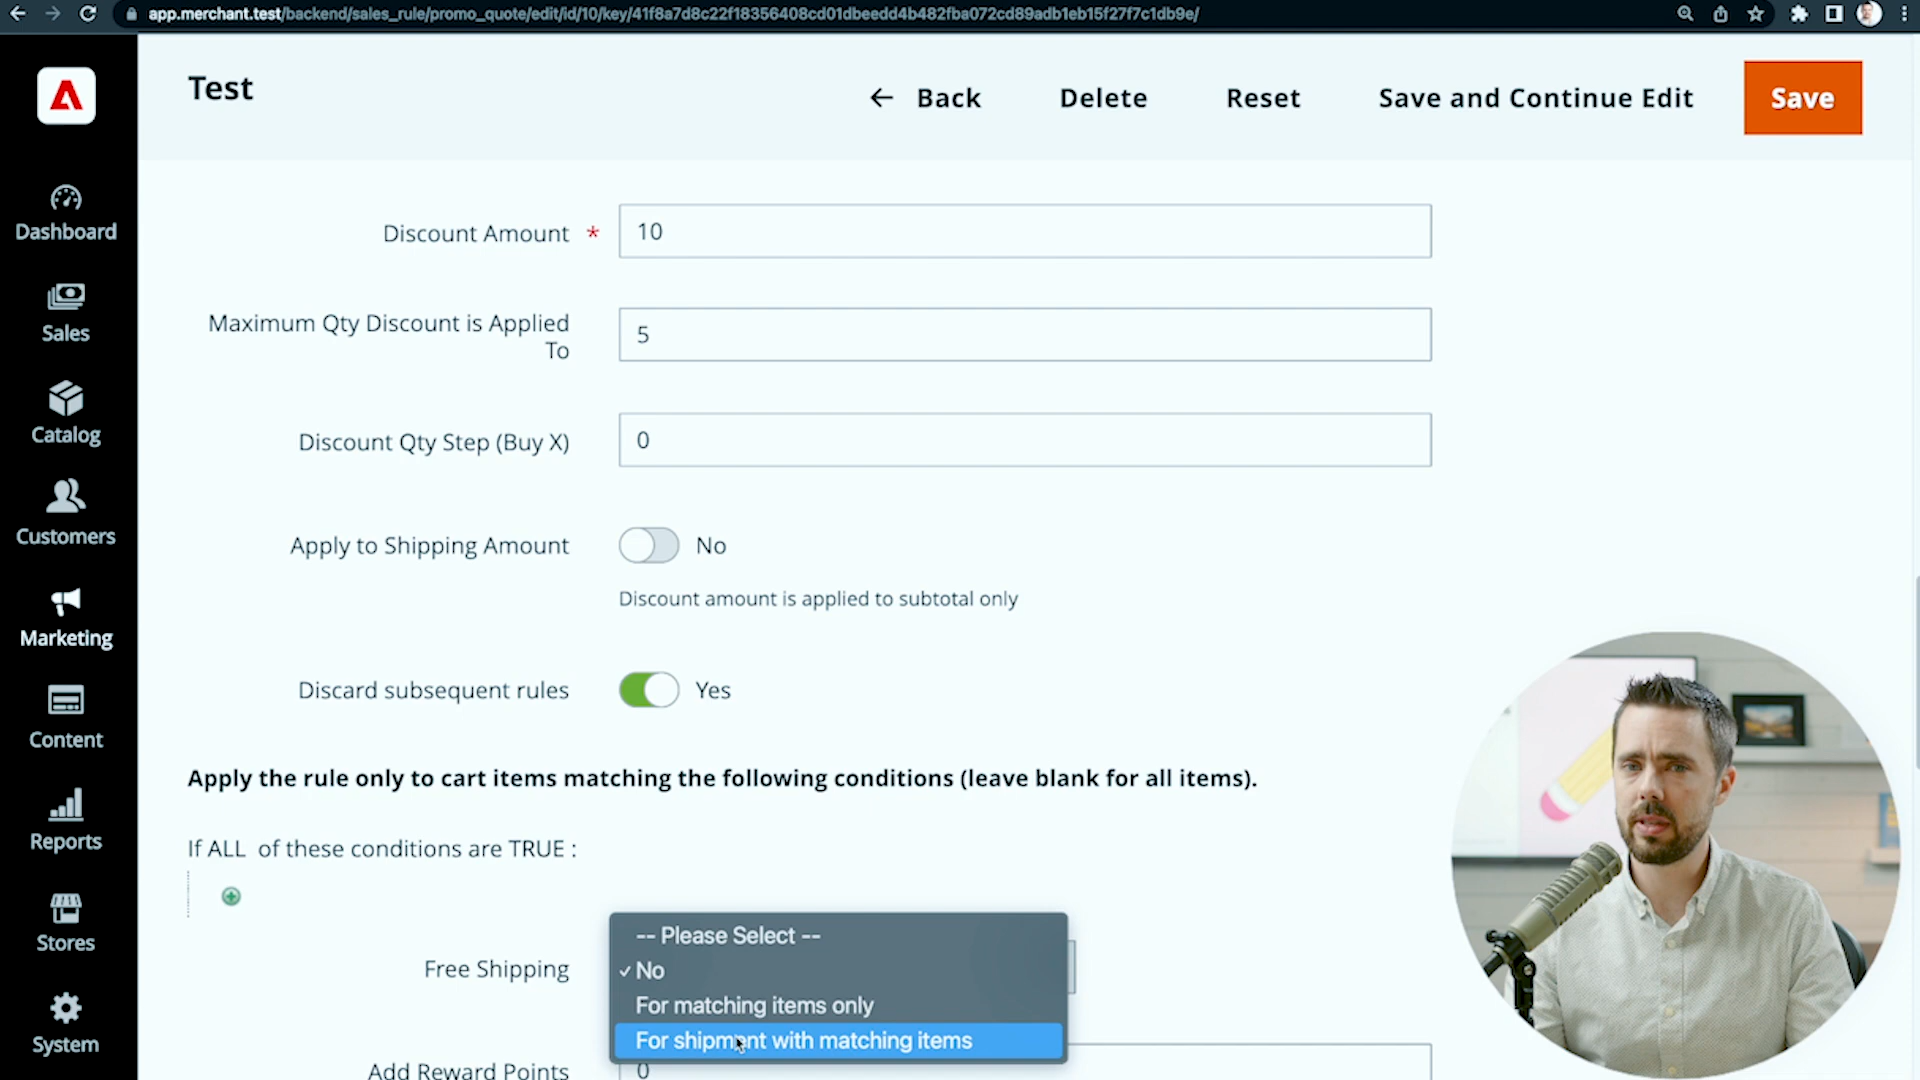 app.merchant.test/backend/sales_rule/promo_quote/edit/id/10/key/41f8a7d8c22f18356408cd01dbeedd4b482fba072cd89adb1eb15f27f7c1db9e/
Test
← Back
Delete
Reset
Save and Continue Edit
Save
Dashboard
Sales
Catalog
Customers
Marketing
Content
Reports
Stores
System
Discount Amount *
10
Maximum Qty Discount is Applied
To
5
Discount Qty Step (Buy X)
0
Apply to Shipping Amount
No
Discount amount is applied to subtotal only
Discard subsequent rules
Yes
Apply the rule only to cart items matching the following conditions (leave blank for all items).
If ALL of these conditions are TRUE :
Free Shipping
-- Please Select --
✓ No
For matching items only
For shipment with matching items
Add Reward Points
0